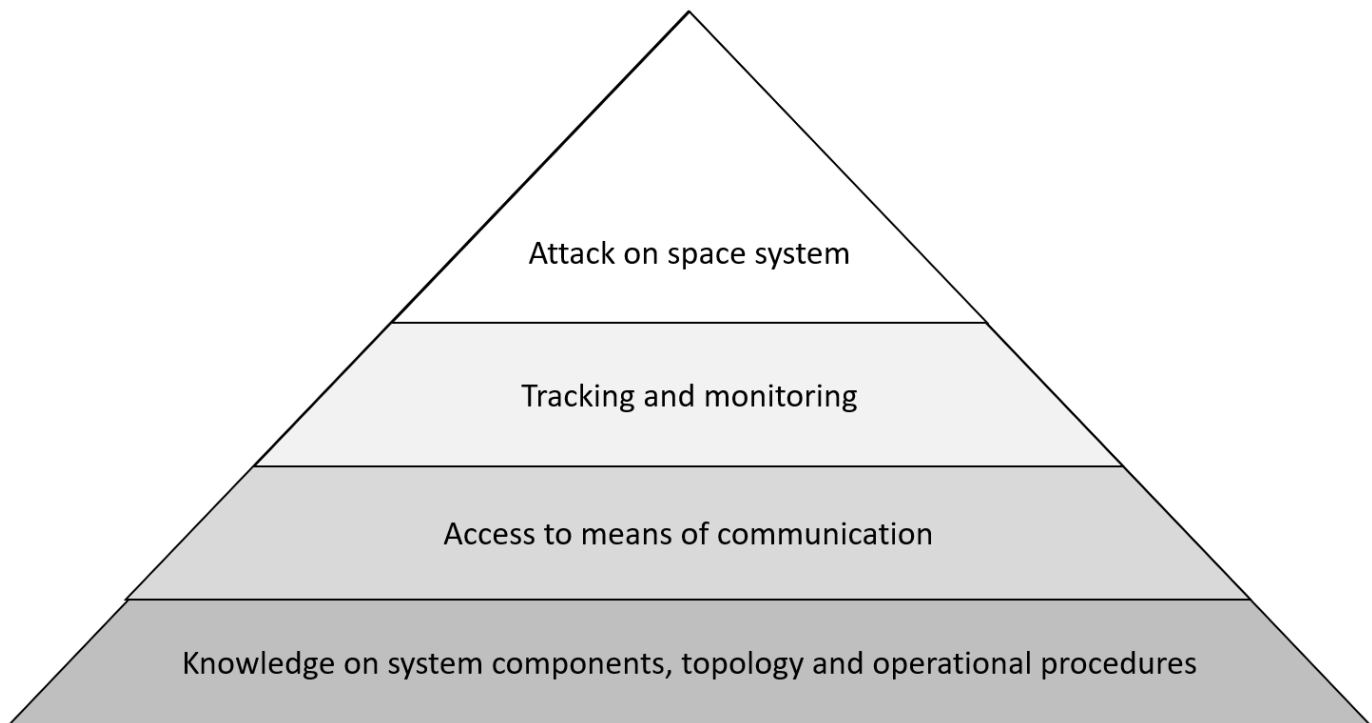 Attack on space system
Tracking and monitoring
Access to means of communication
Knowledge on system components, topology and operational procedures